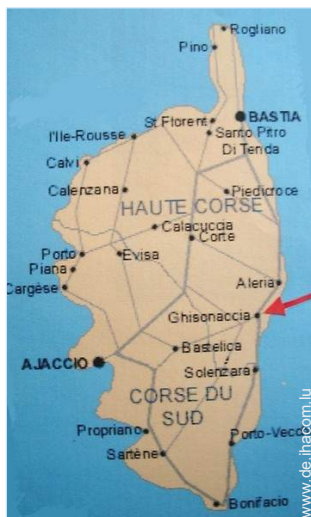 Rogliano
Pino
St Florent
BASTIA
l'Ile-Rousse
Santo Pitro
Di Tenda
Calvi
Calenzana
Piedicroce
HAUTE CORSE
Calacuccia
Corte
Porto
Evisa
Piana
Cargèse
Aleria
Ghisonaccia
Bastelica
AJACCIO
Solenzara
CORSE DU
SUD
Propriano
Porto-Vecc
Sartène
Bonifacio
www.de.ihacom.lu